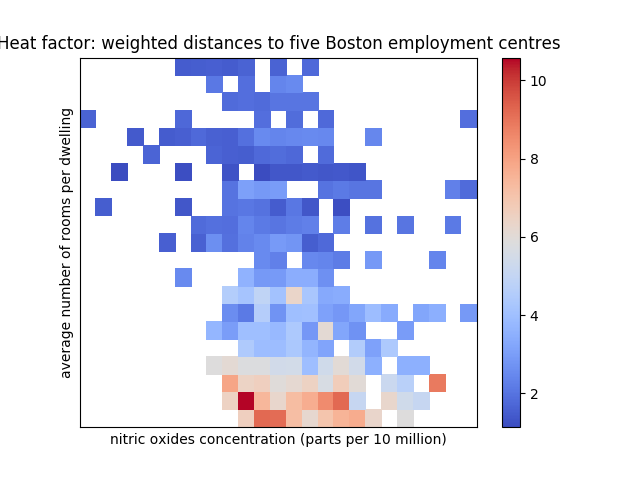 Heat factor: weighted distances to five Boston employment centres
average number of rooms per dwelling
nitric oxides concentration (parts per 10 million)
10
8
6
4
2